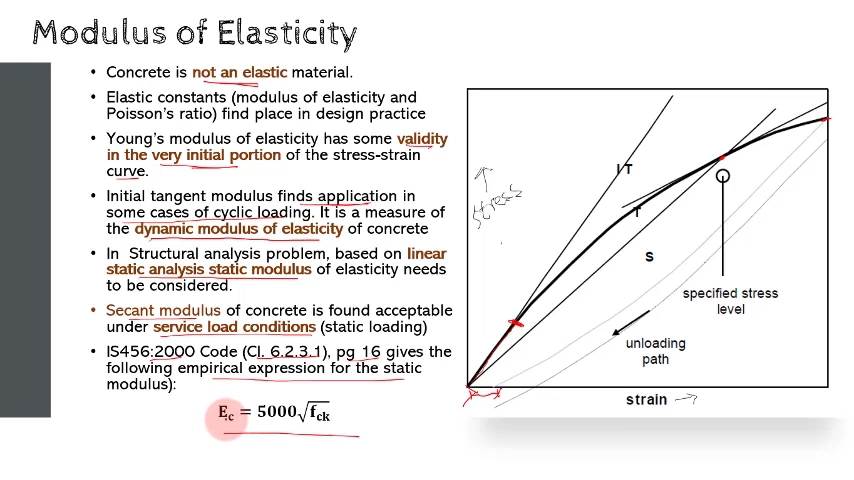 Modulus of Elasticity
• Concrete is not an elastic material.
• Elastic constants (modulus of elasticity and
Poisson's ratio) find place in design practice
• Young's modulus of elasticity has some validity
in the very initial portion of the stress-strain
curve.
• Initial tangent modulus finds application in
some cases of cyclic loading. It is a measure of
the dynamic modulus of elasticity of concrete
• In Structural analysis problem, based on linear
static analysis static modulus of elasticity needs
to be considered.
• Secant modulus of concrete is found acceptable
under service load conditions (static loading)
• IS456:2000 Code (Cl. 6.2.3.1), pg 16 gives the
following empirical expression for the static
modulus):
E_c = 5000√f_ck
IT
stress
T
S
specified stress
level
unloading
path
strain →